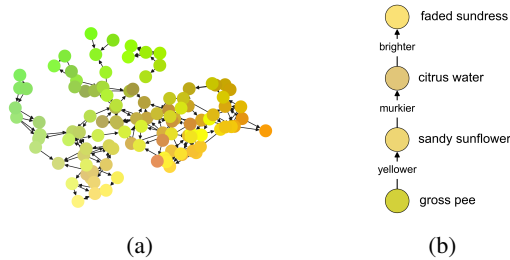 faded sundress
brighter
citrus water
murkier
sandy sunflower
yellower
gross pee
(a)
(b)